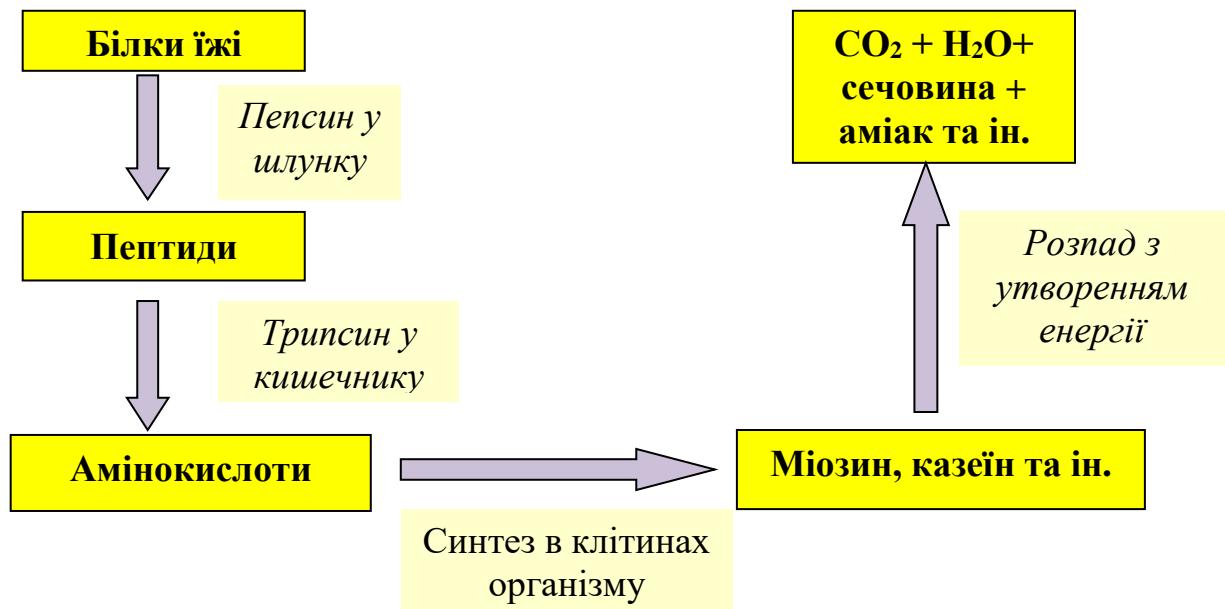 Білки їжі
Пепсин у
шлунку
Пептиди
Трипсин у
кишечнику
Амінокислоти
Синтез в клітинах
організму
Міозин, казеїн та ін.
Розпад з
утворенням
енергії
CO₂ + H₂O+
сечовина +
аміак та ін.